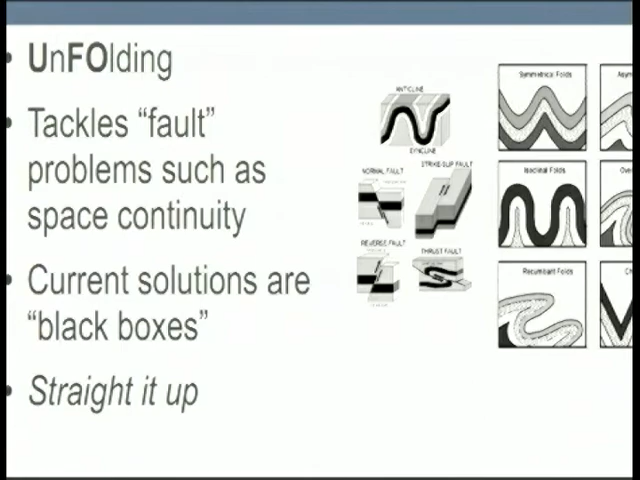 UnFOlding
Tackles “fault”
problems such as
space continuity
Current solutions are
“black boxes”
Straight it up
ANTICLINE
SYNCLINE
NORMAL FAULT
STRIKE-SLIP FAULT
REVERSE FAULT
THRUST FAULT
Symmetrical Folds
Isoclinal Folds
Recumbant Folds